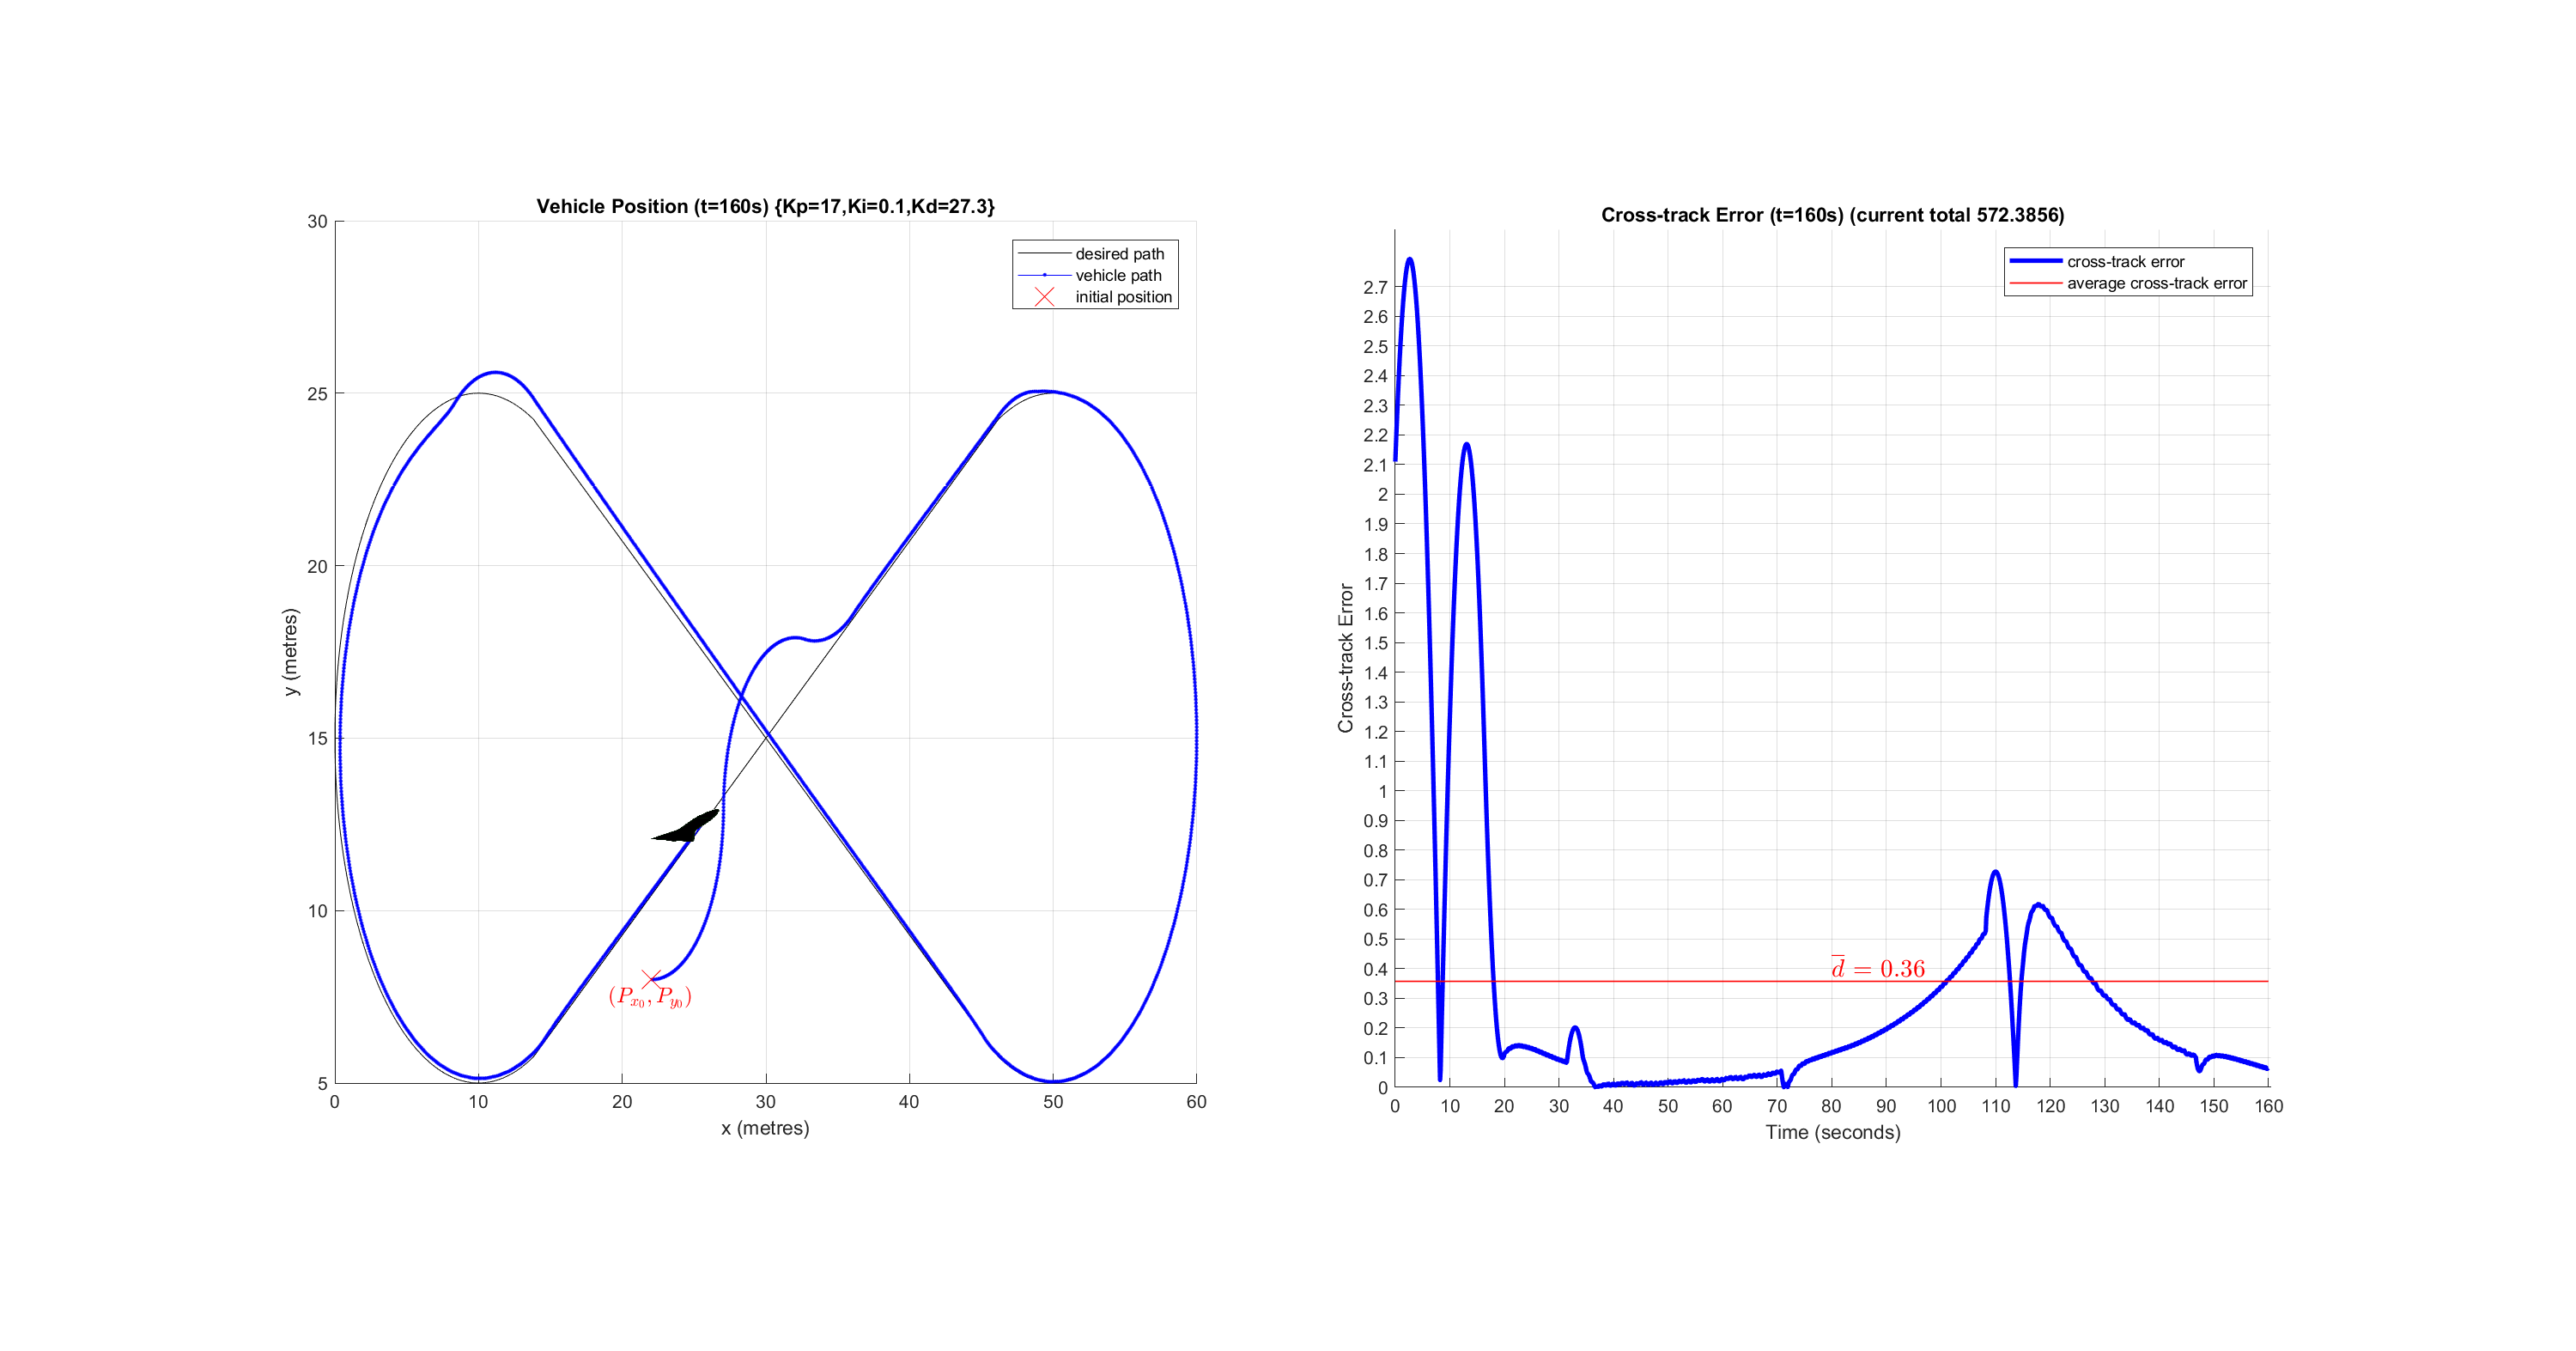 Vehicle Position (t=160s) {Kp=17,Ki=0.1,Kd=27.3}
desired path
vehicle path
initial position
30
25
20
15
10
5
y (metres)
(Px0, Py0)
0 10 20 30 40 50 60
x (metres)
Cross-track Error (t=160s) (current total 572.3856)
cross-track error
average cross-track error
2.7
2.6
2.5
2.4
2.3
2.2
2.1
2
1.9
1.8
1.7
1.6
1.5
1.4
1.3
1.2
1.1
1
0.9
0.8
0.7
0.6
0.5
0.4
0.3
0.2
0.1
0
Cross-track Error
d̅ = 0.36
0 10 20 30 40 50 60 70 80 90 100 110 120 130 140 150 160
Time (seconds)